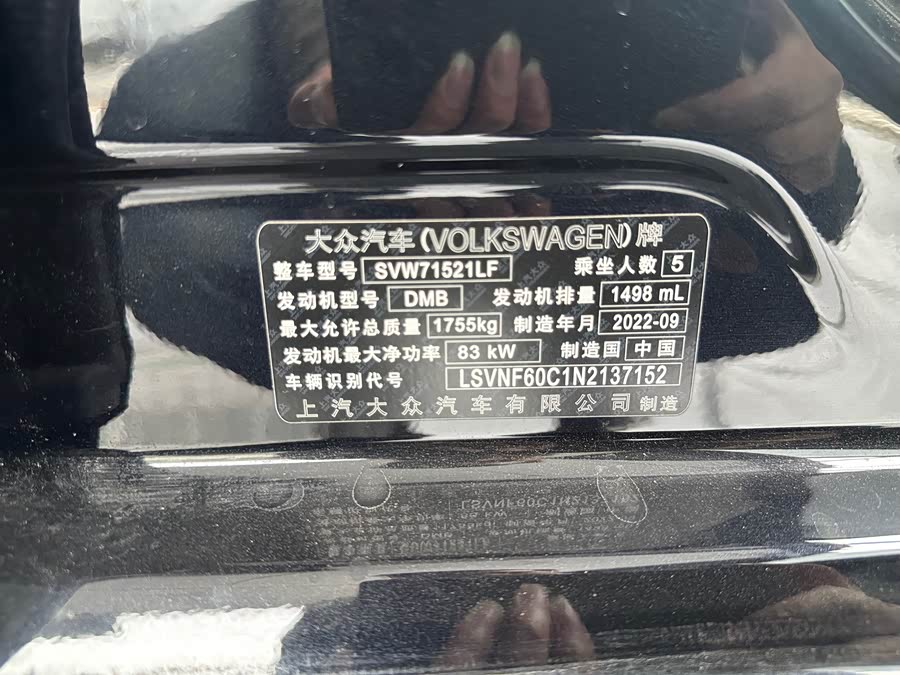 大众汽车(VOLKSWAGEN)牌
整车型号 SVW71521LF 乘坐人数 5
发动机型号 DMB 发动机排量 1498 mL
最大允许总质量 1755kg 制造年月 2022-09
发动机最大净功率 83 kW 制造国 中国
车辆识别代号 LSVNF60C1N2137152
上汽大众汽车有限公司 制造